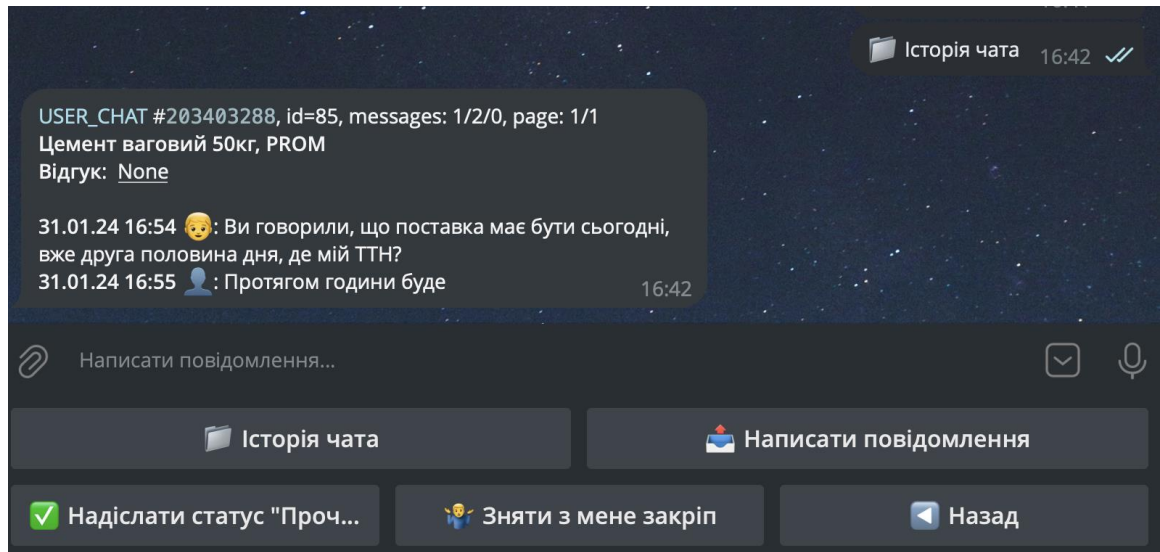 📁 Історія чата 16:42
USER_CHAT #203403288, id=85, messages: 1/2/0, page: 1/1
Цемент ваговий 50кг, PROM
Відгук: None
31.01.24 16:54 👨‍🦳: Ви говорили, що поставка має бути сьогодні,
вже друга половина дня, де мій ТТН?
31.01.24 16:55 👤: Протягом години буде
16:42
Написати повідомлення...
📁 Історія чата
📤 Написати повідомлення
✅ Надіслати статус "Проч...
🤷‍♂️ Зняти з мене закріп
◀️ Назад